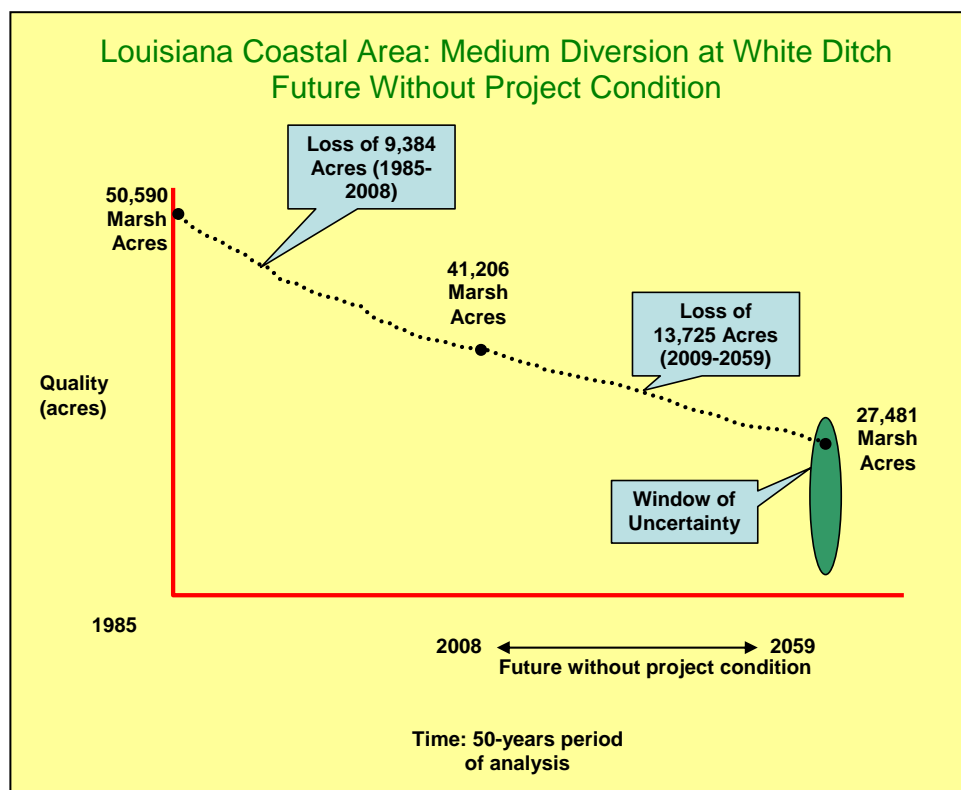 Louisiana Coastal Area: Medium Diversion at White Ditch
Future Without Project Condition
Loss of 9,384
Acres (1985-
2008)
50,590
Marsh
Acres
41,206
Marsh
Acres
Loss of
13,725 Acres
(2009-2059)
Quality
(acres)
27,481
Marsh
Acres
Window of
Uncertainty
1985
2008
2059
Future without project condition
Time: 50-years period
of analysis